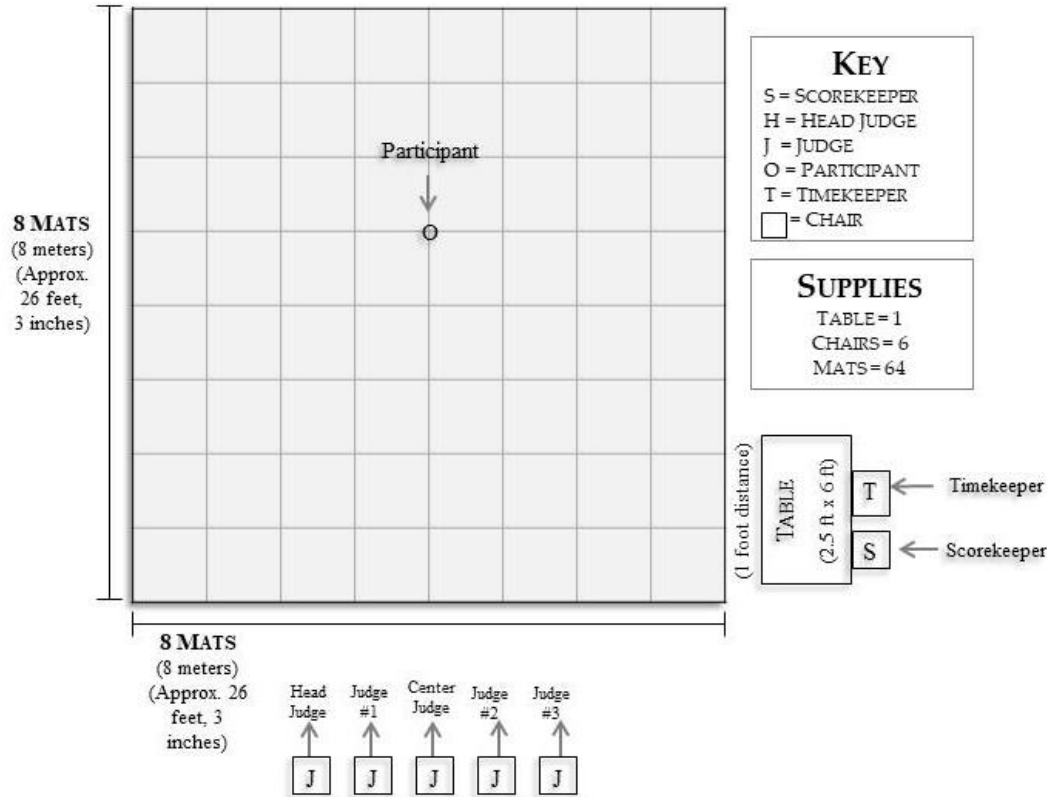 Participant
O
8 MATS
(8 meters)
(Approx.
26 feet,
3 inches)
KEY
S = SCOREKEEPER
H = HEAD JUDGE
J = JUDGE
O = PARTICIPANT
T = TIMEKEEPER
= CHAIR
SUPPLIES
TABLE = 1
CHAIRS = 6
MATS = 64
(1 foot distance)
TABLE
(2.5 ft x 6 ft)
T
Timekeeper
S
Scorekeeper
8 MATS
(8 meters)
(Approx. 26
feet, 3
inches)
Head
Judge
Judge
#1
Center
Judge
Judge
#2
Judge
#3
J
J
J
J
J